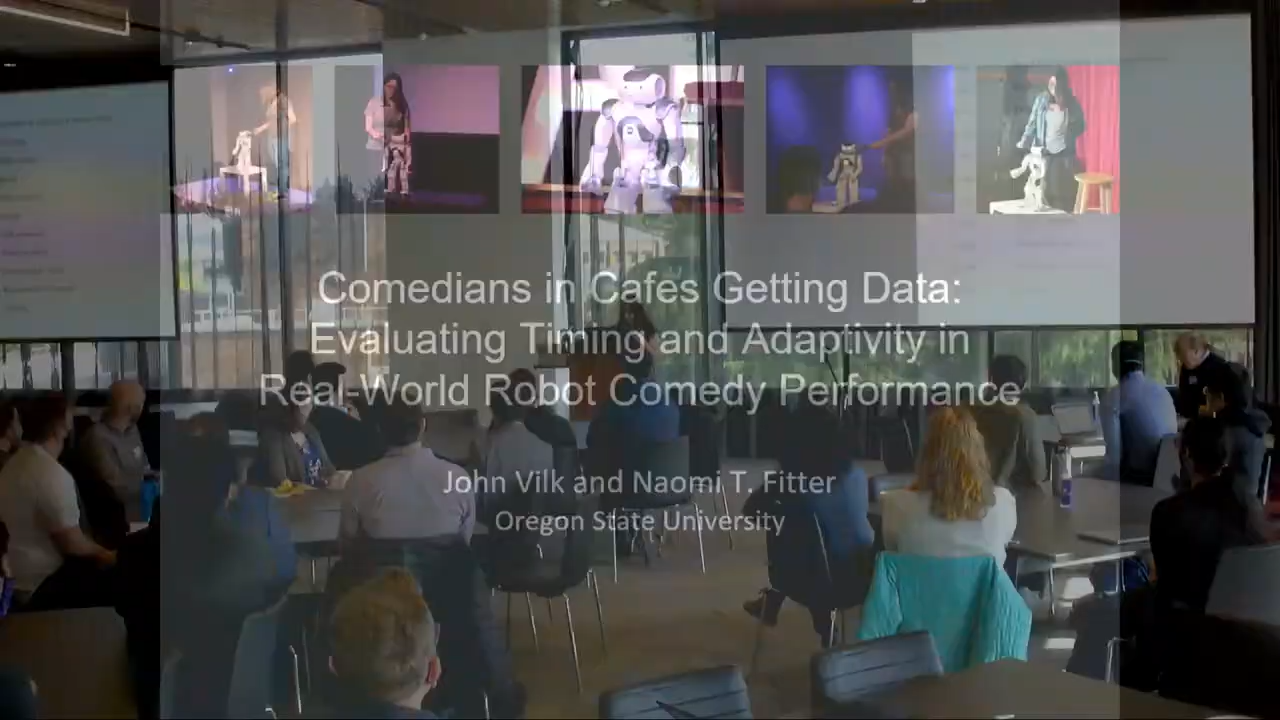 Comedians in Cafes Getting Data:
Evaluating Timing and Adaptivity in
Real-World Robot Comedy Performance
John Vilk and Naomi T. Fitter
Oregon State University